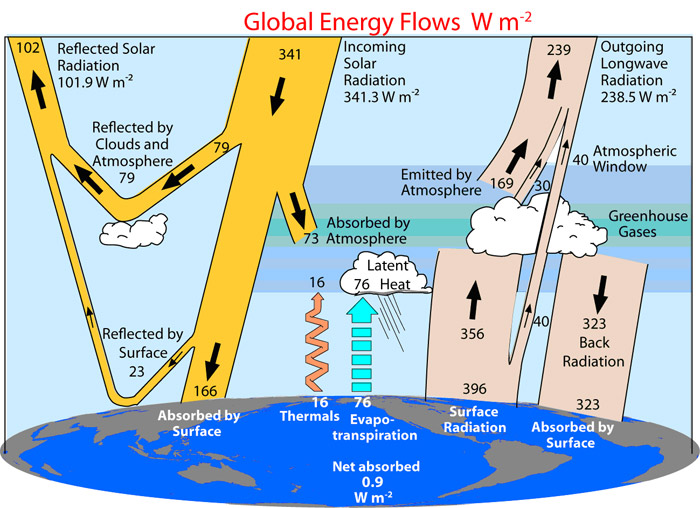 Global Energy Flows W m-2
102
Reflected Solar
Radiation
101.9 W m-2
341
Incoming
Solar
Radiation
341.3 W m-2
239
Outgoing
Longwave
Radiation
238.5 W m-2
Reflected by
Clouds and
Atmosphere
79
79
Emitted by
Atmosphere
169
30
40
Atmospheric
Window
73
Absorbed by
Atmosphere
Greenhouse
Gases
16
Latent
76 Heat
Reflected by
Surface
23
356
40
323
Back
Radiation
166
Absorbed by
Surface
16
Thermals
76
Evapo-
transpiration
396
Surface
Radiation
323
Absorbed by
Surface
Net absorbed
0.9
W m-2